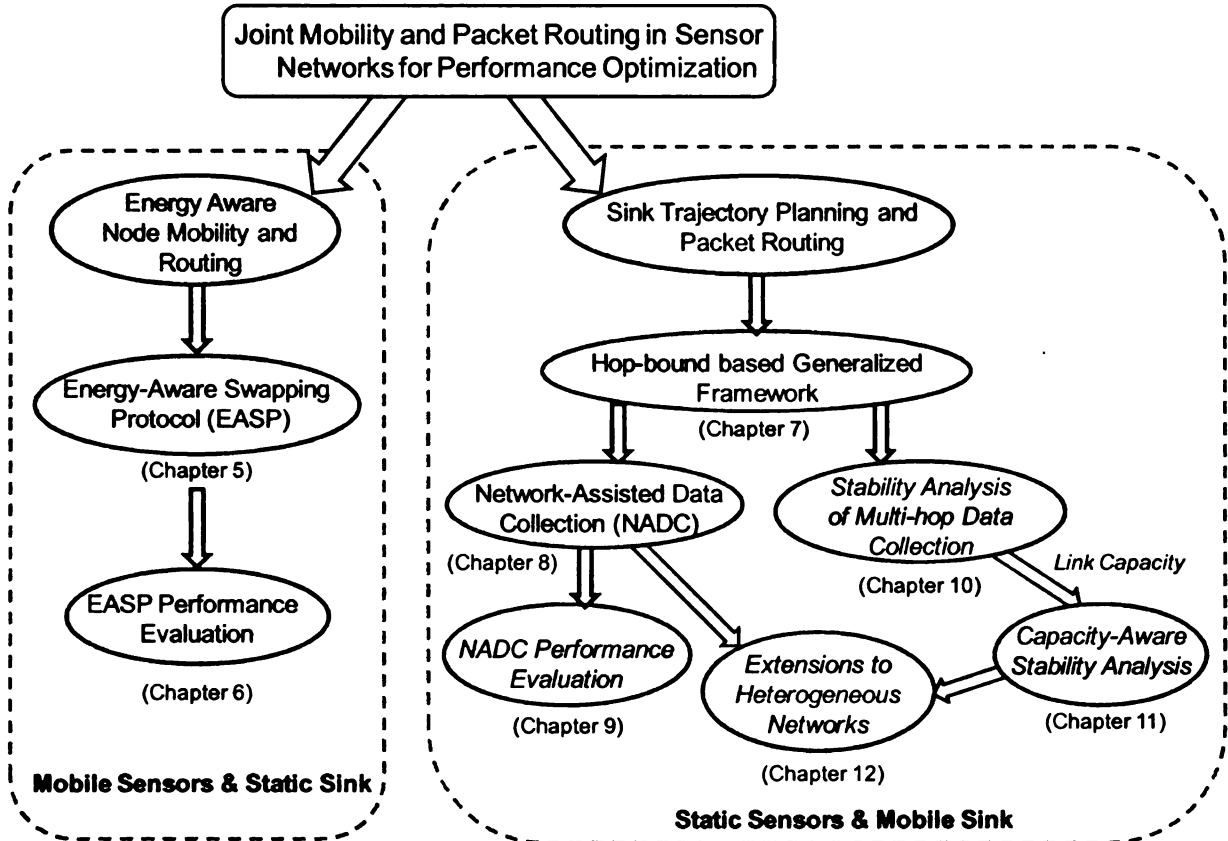 Joint Mobility and Packet Routing in Sensor
Networks for Performance Optimization
Energy Aware
Node Mobility and
Routing
Energy-Aware Swapping
Protocol (EASP)
(Chapter 5)
EASP Performance
Evaluation
(Chapter 6)
Mobile Sensors & Static Sink
Sink Trajectory Planning and
Packet Routing
Hop-bound based Generalized
Framework
(Chapter 7)
Network-Assisted Data
Collection (NADC)
(Chapter 8)
Stability Analysis
of Multi-hop Data
Collection
(Chapter 10)
Link Capacity
NADC Performance
Evaluation
(Chapter 9)
Extensions to
Heterogeneous
Networks
(Chapter 12)
Capacity-Aware
Stability Analysis
(Chapter 11)
Static Sensors & Mobile Sink